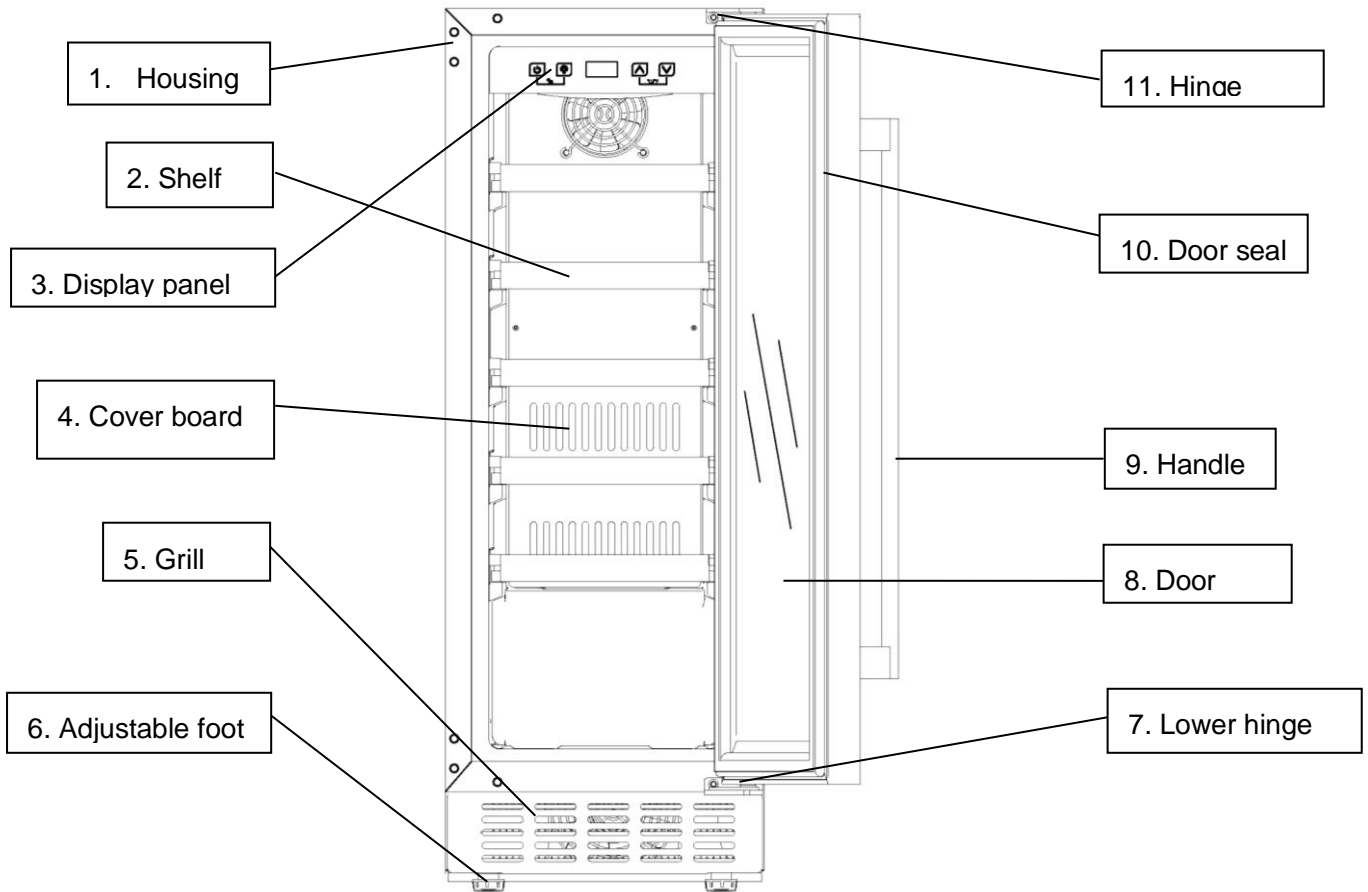 1. Housing
2. Shelf
3. Display panel
4. Cover board
5. Grill
6. Adjustable foot
11. Hinge
10. Door seal
9. Handle
8. Door
7. Lower hinge